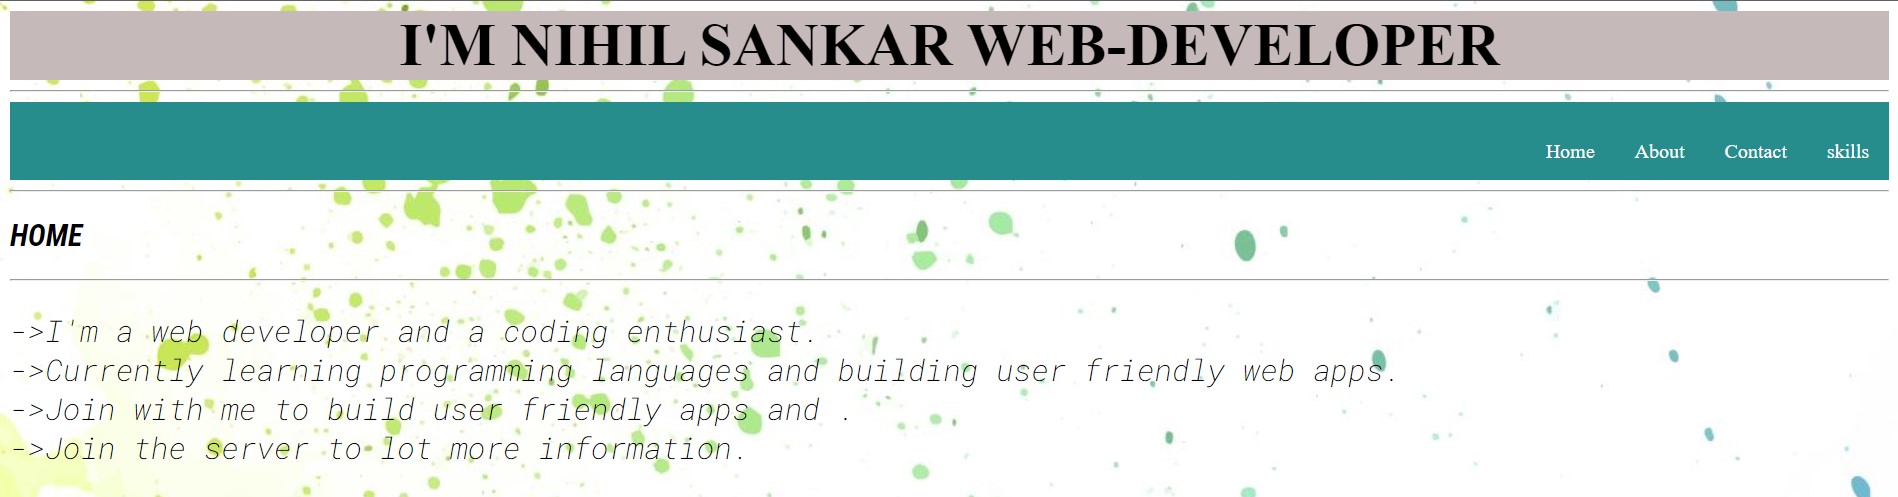 I'M NIHIL SANKAR WEB-DEVELOPER
Home About Contact skills
HOME
->I'm a web developer and a coding enthusiast.
->Currently learning programming languages and building user friendly web apps.
->Join with me to build user friendly apps and .
->Join the server to lot more information.